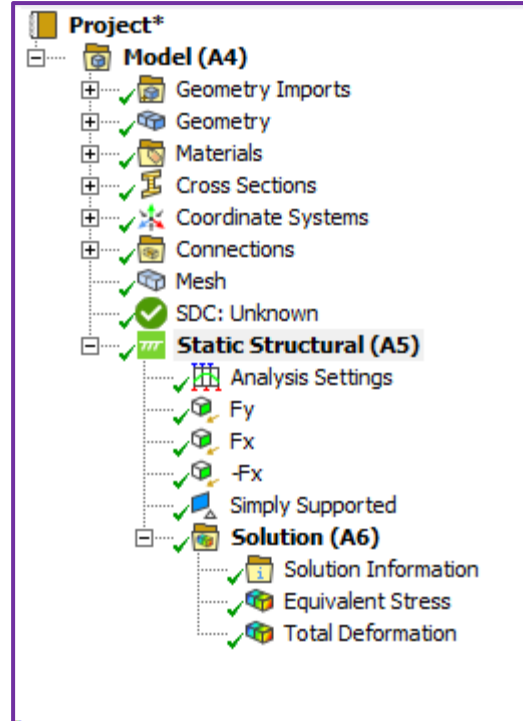 Project*
Model (A4)
Geometry Imports
Geometry
Materials
Cross Sections
Coordinate Systems
Connections
Mesh
SDC: Unknown
Static Structural (A5)
Analysis Settings
Fy
Fx
-Fx
Simply Supported
Solution (A6)
Solution Information
Equivalent Stress
Total Deformation